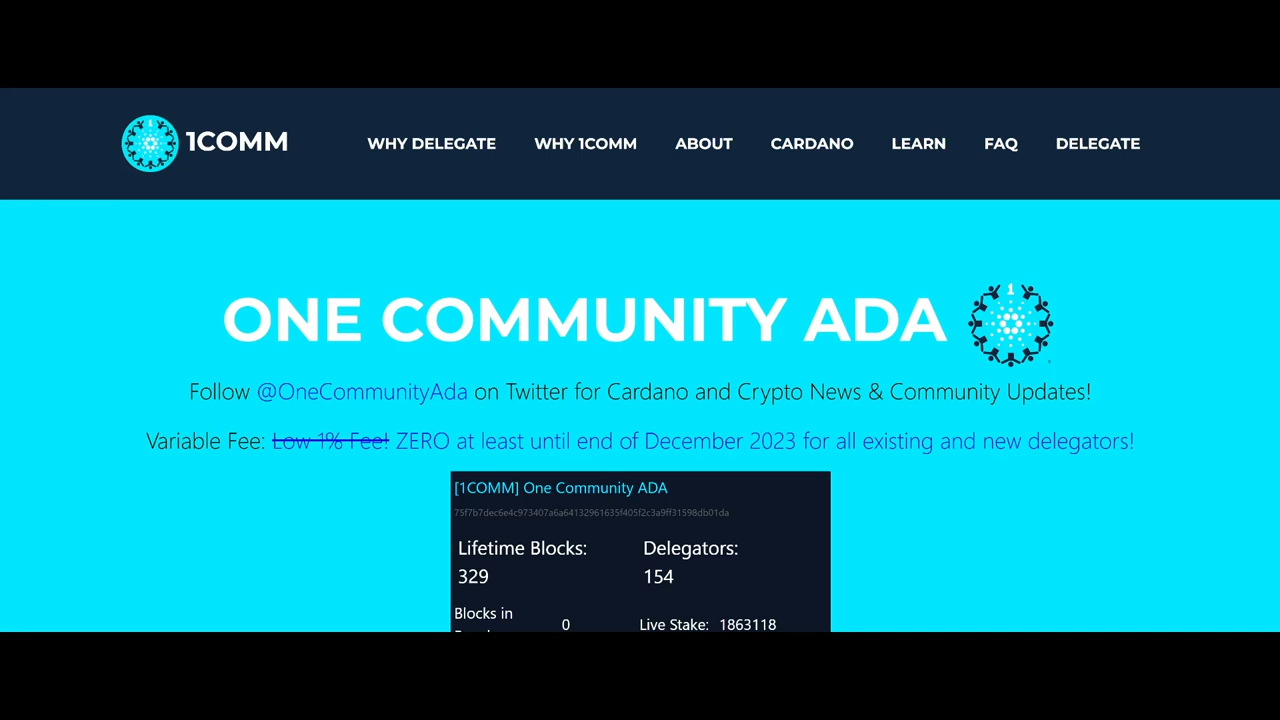 1COMM
WHY DELEGATE
WHY 1COMM
ABOUT
CARDANO
LEARN
FAQ
DELEGATE
ONE COMMUNITY ADA
1
Follow @OneCommunityAda on Twitter for Cardano and Crypto News & Community Updates!
Variable Fee: Low 1% Fee! ZERO at least until end of December 2023 for all existing and new delegators!
[1COMM] One Community ADA
75f7b7dec6e4c973407a6a64132961635f405f2c3a9ff31598db01da
Lifetime Blocks:
329
Delegators:
154
Blocks in
0
Live Stake: 1863118